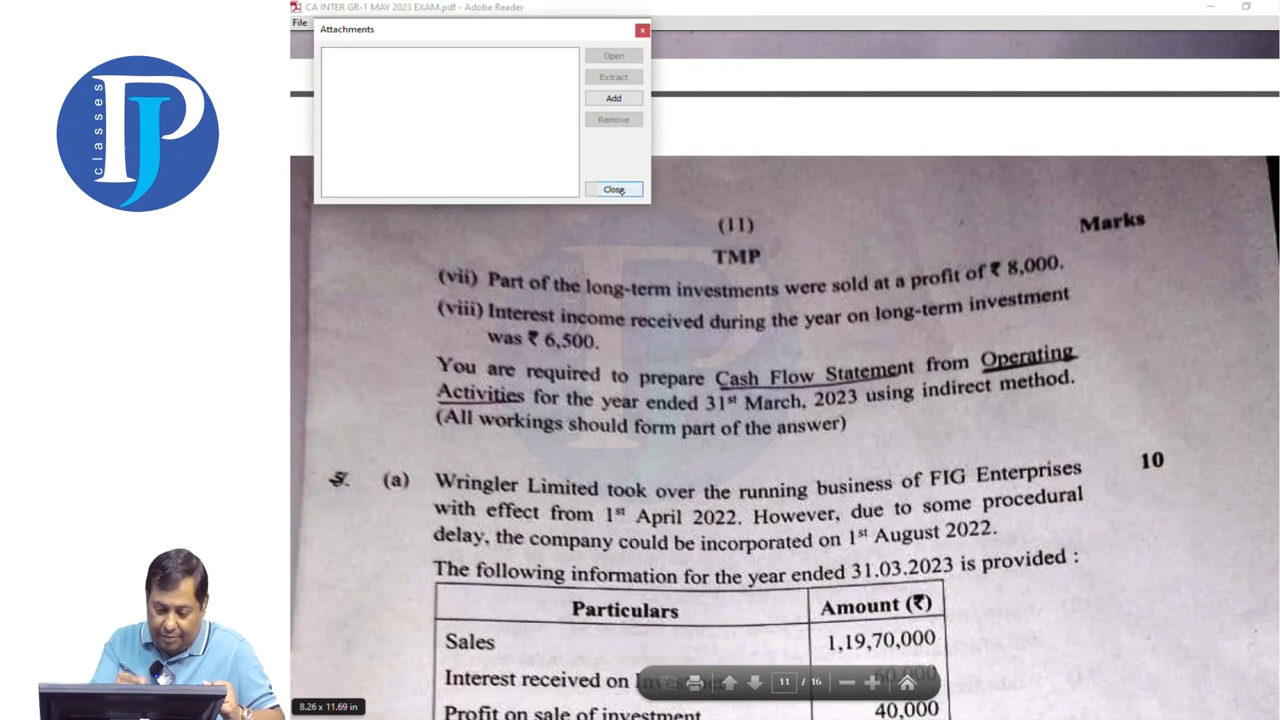 CA INTER GR-1 MAY 2023 EXAM.pdf - Adobe Reader
File
Attachments
x
Open
Extract
Add
Remove
Close
PJ
classes
(11)
Marks
TMP
(vii) Part of the long-term investments were sold at a profit of ₹ 8,000.
(viii) Interest income received during the year on long-term investment
was ₹ 6,500.
You are required to prepare Cash Flow Statement from Operating
Activities for the year ended 31st March, 2023 using indirect method.
(All workings should form part of the answer)
5. (a) Wringler Limited took over the running business of FIG Enterprises 10
with effect from 1st April 2022. However, due to some procedural
delay, the company could be incorporated on 1st August 2022.
The following information for the year ended 31.03.2023 is provided :
Particulars Amount (₹)
Sales 1,19,70,000
Interest received on
Profit on sale of investment 40,000
11 / 16
8.26 x 11.69 in